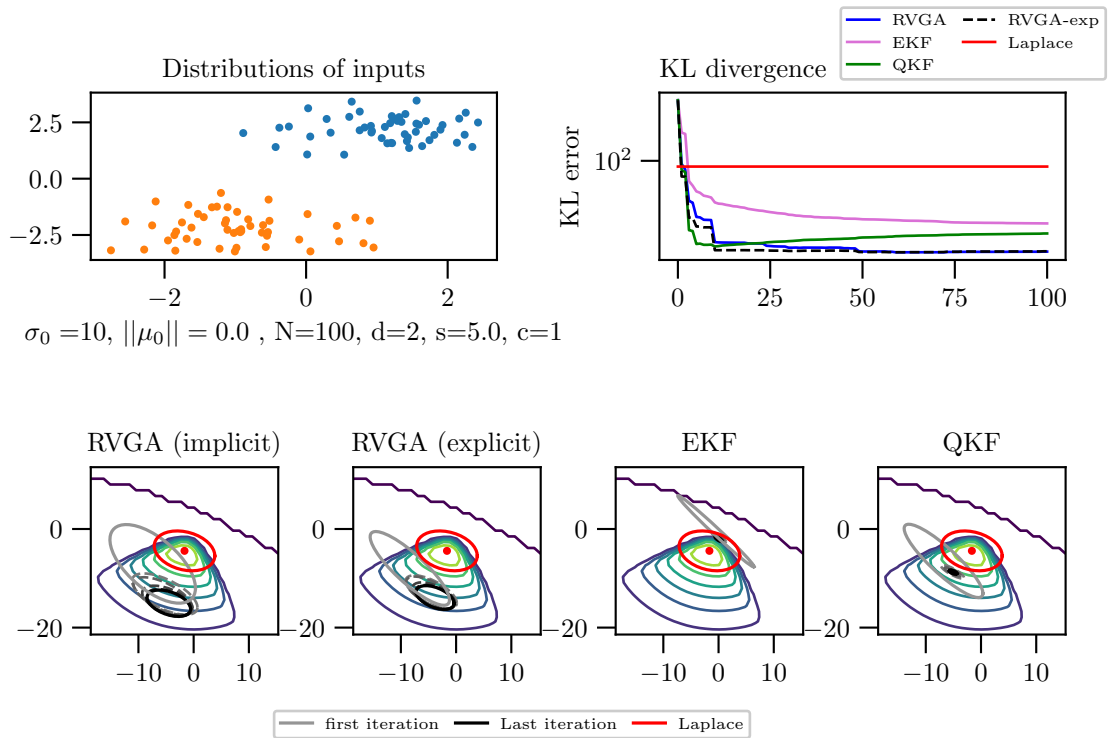 RVGA
EKF
QKF
RVGA-exp
Laplace
Distributions of inputs
2.5
0.0
−2.5
−2
0
2
σ₀ =10, ||μ₀|| = 0.0 , N=100, d=2, s=5.0, c=1
KL divergence
KL error
10²
0
25
50
75
100
RVGA (implicit)
0
−20
−10
0
10
RVGA (explicit)
0
−20
−10
0
10
EKF
0
−20
−10
0
10
QKF
0
−20
−10
0
10
first iteration
Last iteration
Laplace